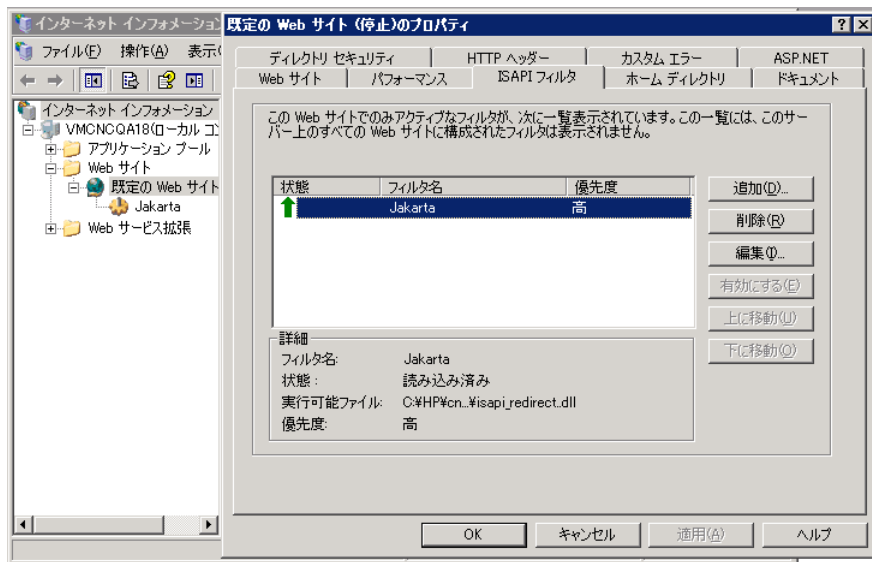 インターネット インフォメーション
既定の Web サイト (停止)のプロパティ
ファイル(F) 操作(A) 表示(
ディレクトリ セキュリティ HTTP ヘッダー カスタム エラー ASP.NET
Web サイト パフォーマンス ISAPI フィルタ ホーム ディレクトリ ドキュメント
インターネット インフォメーション
VMCNCQA18(ローカル コ
アプリケーション プール
Web サイト
既定の Web サイト
Jakarta
Web サービス拡張
この Web サイトでのみアクティブなフィルタが、次に一覧表示されています。この一覧には、このサー
バー上のすべての Web サイトに構成されたフィルタは表示されません。
状態 フィルタ名 優先度
Jakarta 高
追加(D)...
削除(R)
編集(I)...
有効にする(E)
上に移動(U)
下に移動(O)
詳細
フィルタ名: Jakarta
状態: 読み込み済み
実行可能ファイル: C:¥HP¥cn...¥isapi_redirect.dll
優先度: 高
OK キャンセル 適用(A) ヘルプ